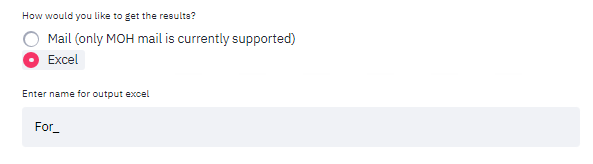 How would you like to get the results?
Mail (only MOH mail is currently supported)
Excel
Enter name for output excel
For_